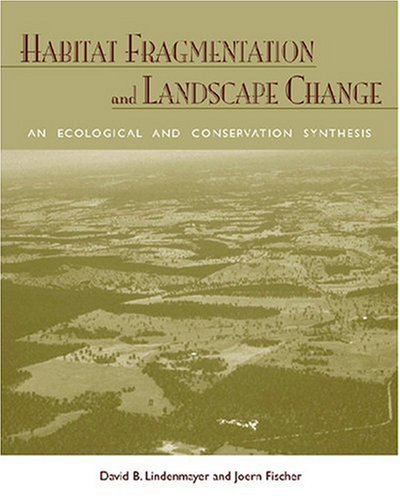 HABITAT FRAGMENTATION
and LANDSCAPE CHANGE
AN ECOLOGICAL AND CONSERVATION SYNTHESIS
David B. Lindenmayer and Joern Fischer